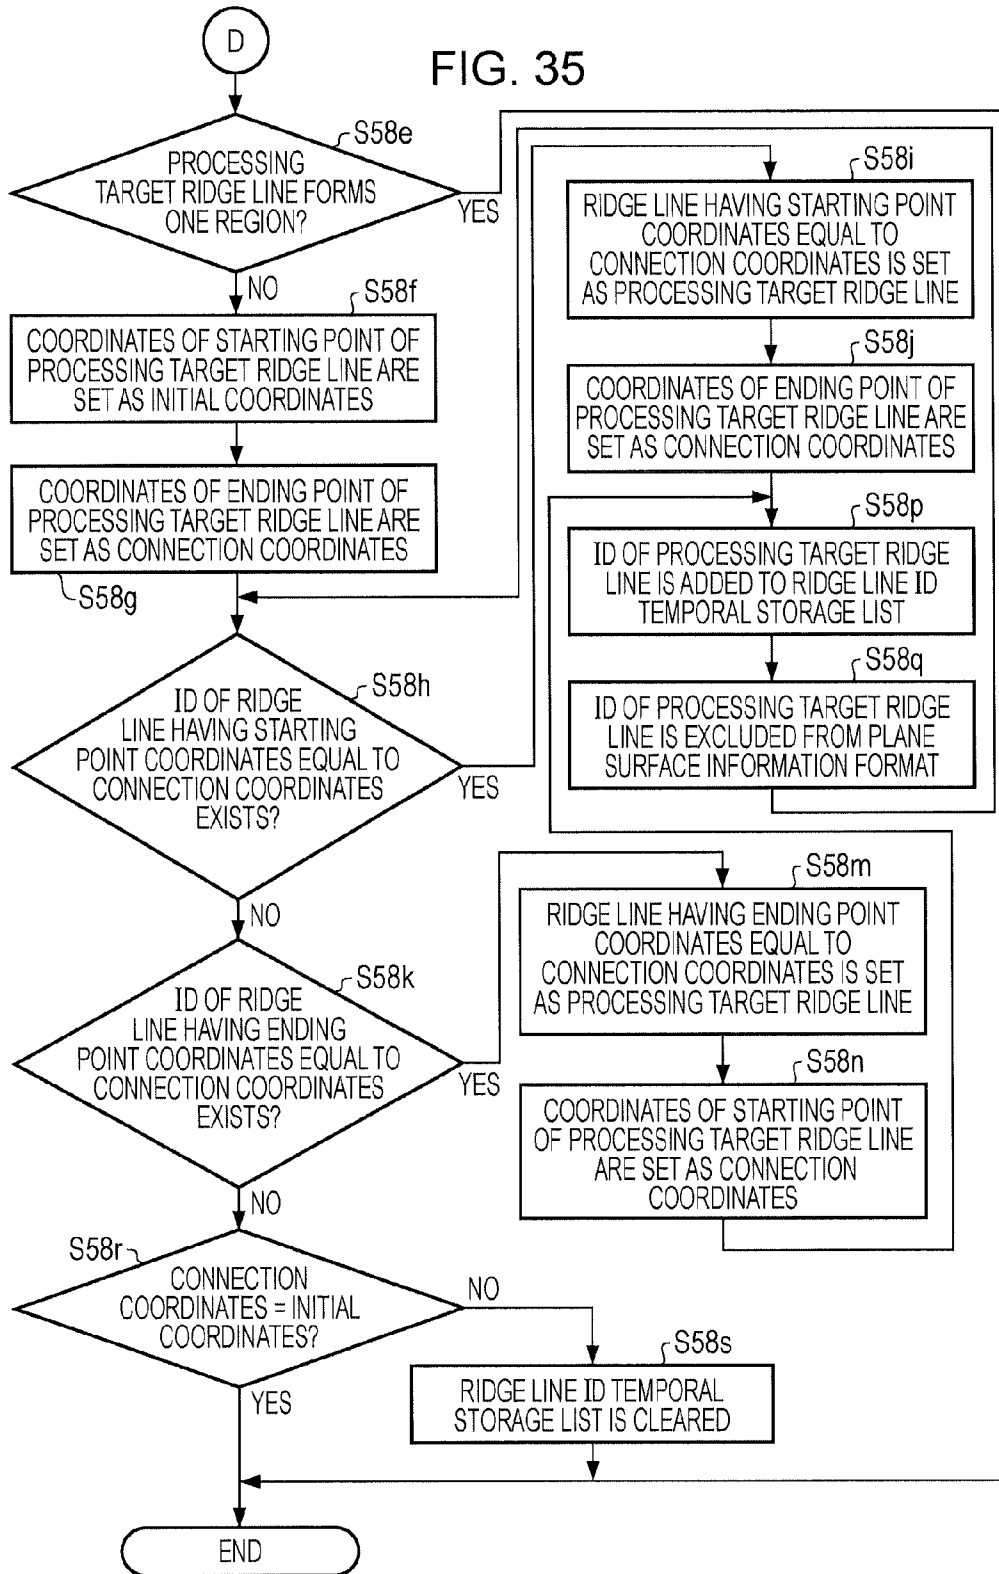 D
FIG. 35
S58e
PROCESSING
TARGET RIDGE LINE FORMS
ONE REGION?
YES
NO
S58f
COORDINATES OF STARTING POINT OF
PROCESSING TARGET RIDGE LINE ARE
SET AS INITIAL COORDINATES
COORDINATES OF ENDING POINT OF
PROCESSING TARGET RIDGE LINE ARE
SET AS CONNECTION COORDINATES
S58g
S58h
ID OF RIDGE
LINE HAVING STARTING
POINT COORDINATES EQUAL TO
CONNECTION COORDINATES
EXISTS?
YES
NO
S58i
RIDGE LINE HAVING STARTING POINT
COORDINATES EQUAL TO
CONNECTION COORDINATES IS SET
AS PROCESSING TARGET RIDGE LINE
S58j
COORDINATES OF ENDING POINT OF
PROCESSING TARGET RIDGE LINE ARE
SET AS CONNECTION COORDINATES
S58p
ID OF PROCESSING TARGET RIDGE
LINE IS ADDED TO RIDGE LINE ID
TEMPORAL STORAGE LIST
S58q
ID OF PROCESSING TARGET RIDGE
LINE IS EXCLUDED FROM PLANE
SURFACE INFORMATION FORMAT
S58k
ID OF RIDGE
LINE HAVING ENDING
POINT COORDINATES EQUAL TO
CONNECTION COORDINATES
EXISTS?
YES
NO
S58m
RIDGE LINE HAVING ENDING POINT
COORDINATES EQUAL TO
CONNECTION COORDINATES IS SET
AS PROCESSING TARGET RIDGE LINE
S58n
COORDINATES OF STARTING POINT
OF PROCESSING TARGET RIDGE LINE
ARE SET AS CONNECTION
COORDINATES
S58r
CONNECTION
COORDINATES = INITIAL
COORDINATES?
NO
YES
S58s
RIDGE LINE ID TEMPORAL
STORAGE LIST IS CLEARED
END